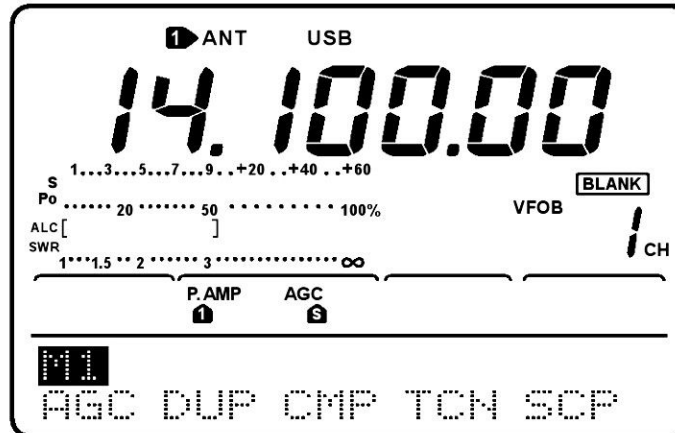 1 ANT USB
14.100.00
S 1...3...5...7...9..+20..+40..+60
BLANK
Po 20 50 100%
VFOB
1 CH
ALC [ ]
SWR 1 1.5 2 3 ∞
P.AMP AGC
1 S
M1
AGC DUP CMP TCN SCP